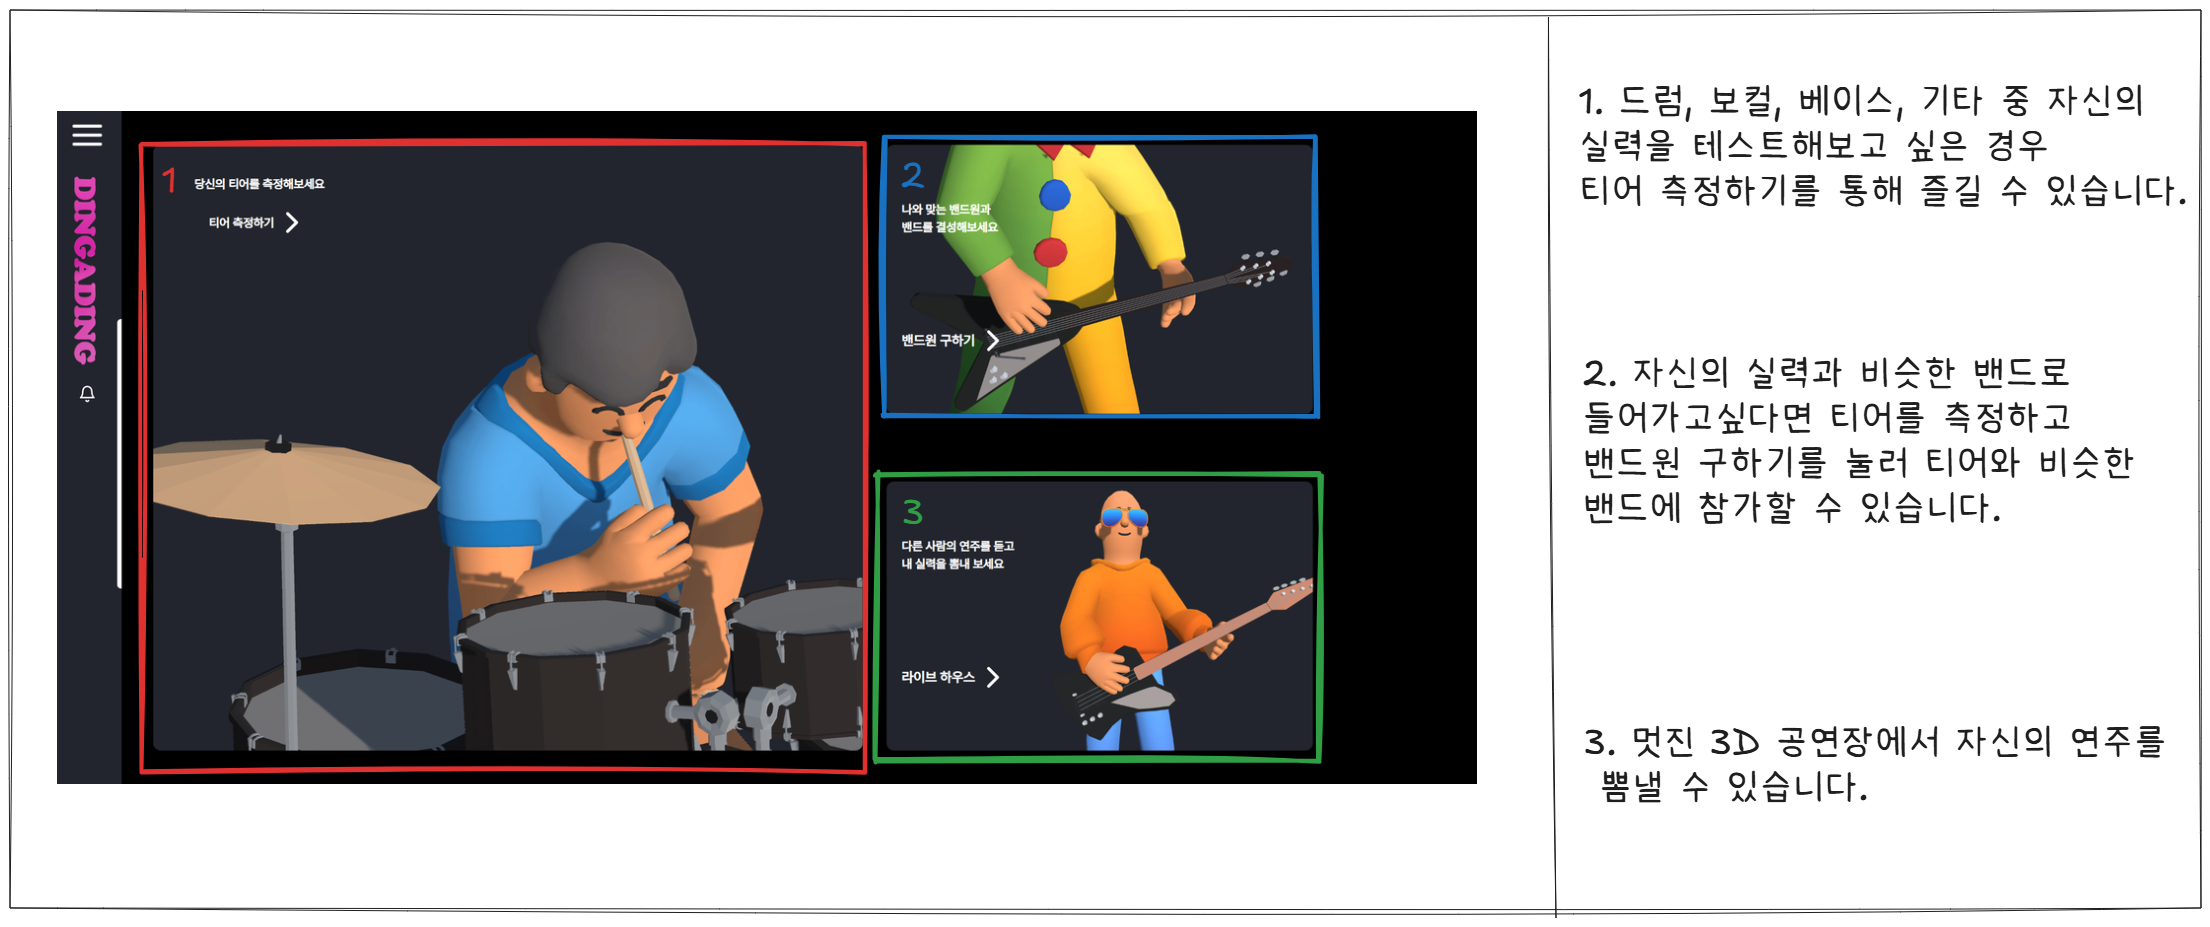 DINGADING
1 당신의 티어를 측정해보세요
티어 측정하기
2
나와 맞는 밴드원과
밴드를 결성해보세요
밴드원 구하기
3
다른 사람의 연주를 듣고
내 실력을 뽐내 보세요
라이브 하우스
1. 드럼, 보컬, 베이스, 기타 중 자신의
실력을 테스트해보고 싶은 경우
티어 측정하기를 통해 즐길 수 있습니다.
2. 자신의 실력과 비슷한 밴드로
들어가고싶다면 티어를 측정하고
밴드원 구하기를 눌러 티어와 비슷한
밴드에 참가할 수 있습니다.
3. 멋진 3D 공연장에서 자신의 연주를
뽐낼 수 있습니다.